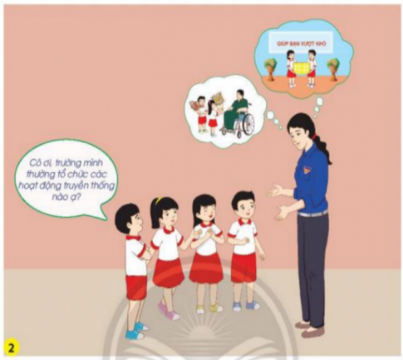 GIÚP BẠN VƯỢT KHÓ
Cô ơi, trường mình
thường tổ chức các
hoạt động truyền thống
nào ạ?
2